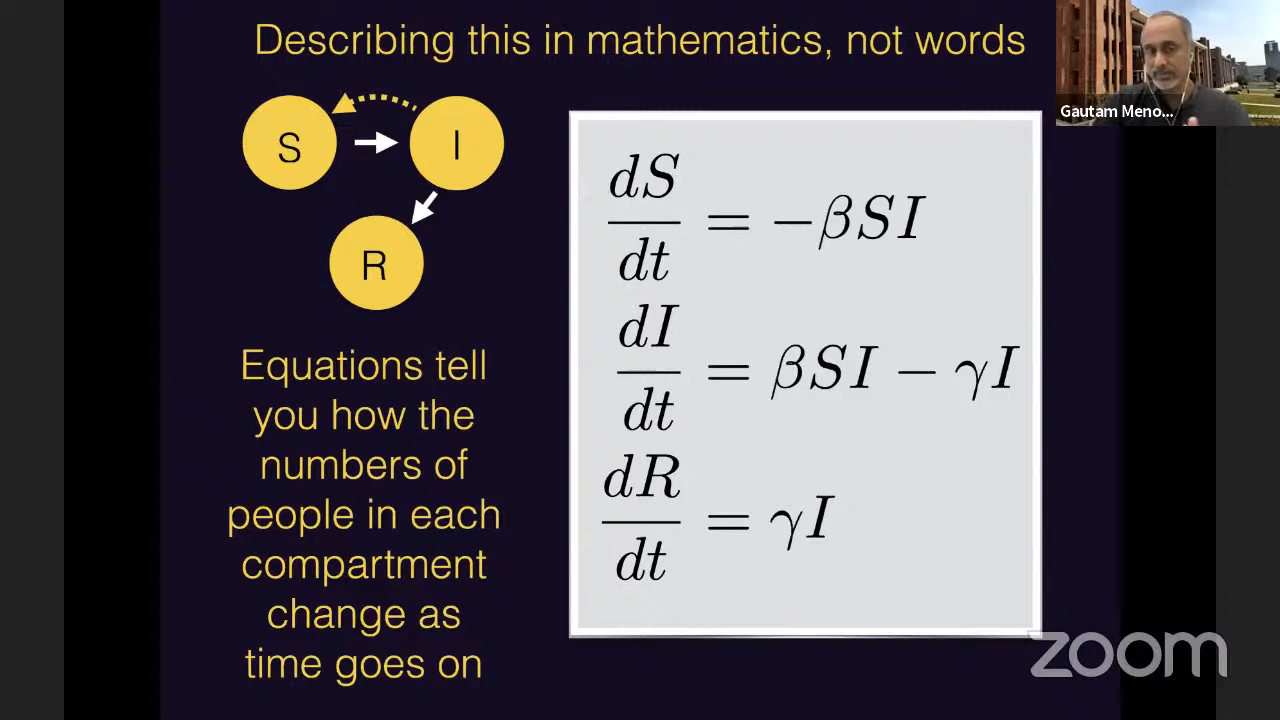 Describing this in mathematics, not words
Gautam Meno...
S
I
R
dS/dt = −βSI
dI/dt = βSI − γI
dR/dt = γI
Equations tell
you how the
numbers of
people in each
compartment
change as
time goes on
zoom